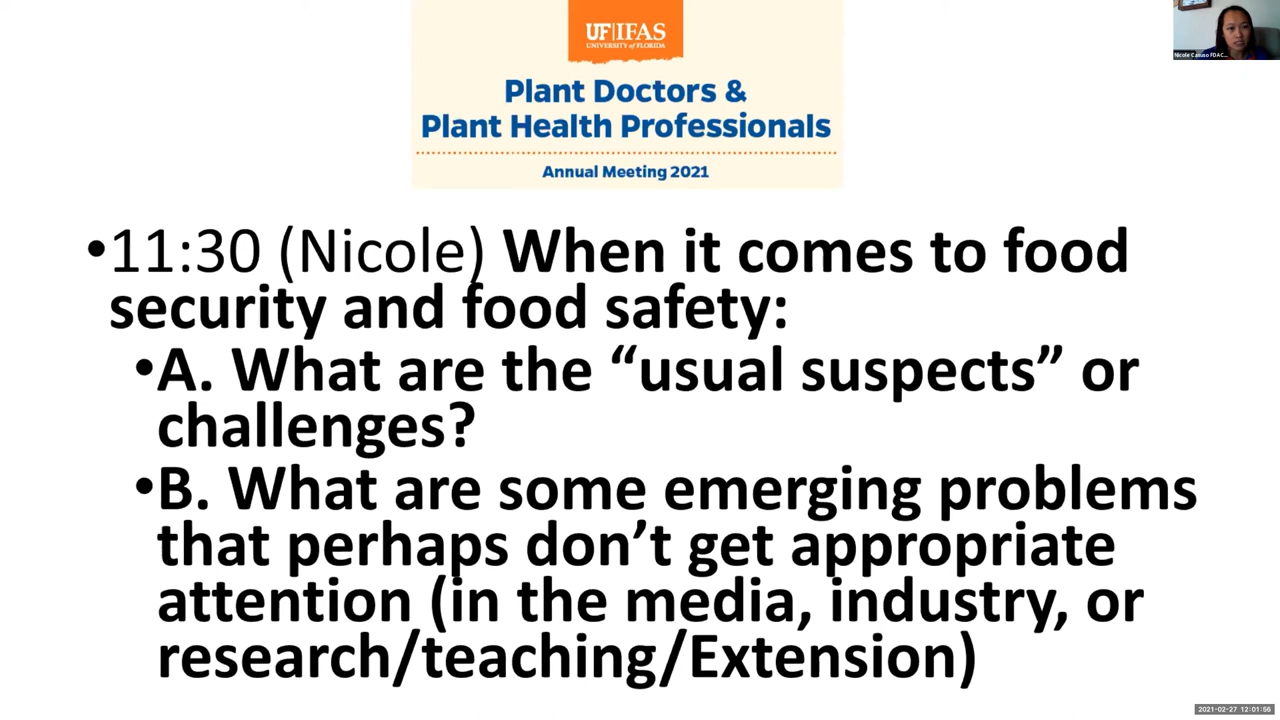 UF|IFAS
UNIVERSITY of FLORIDA
Plant Doctors &
Plant Health Professionals
Annual Meeting 2021
Nicole Casuso FDAC...
•11:30 (Nicole) When it comes to food
security and food safety:
•A. What are the “usual suspects” or
challenges?
•B. What are some emerging problems
that perhaps don’t get appropriate
attention (in the media, industry, or
research/teaching/Extension)
2021-02-27 12:01:56